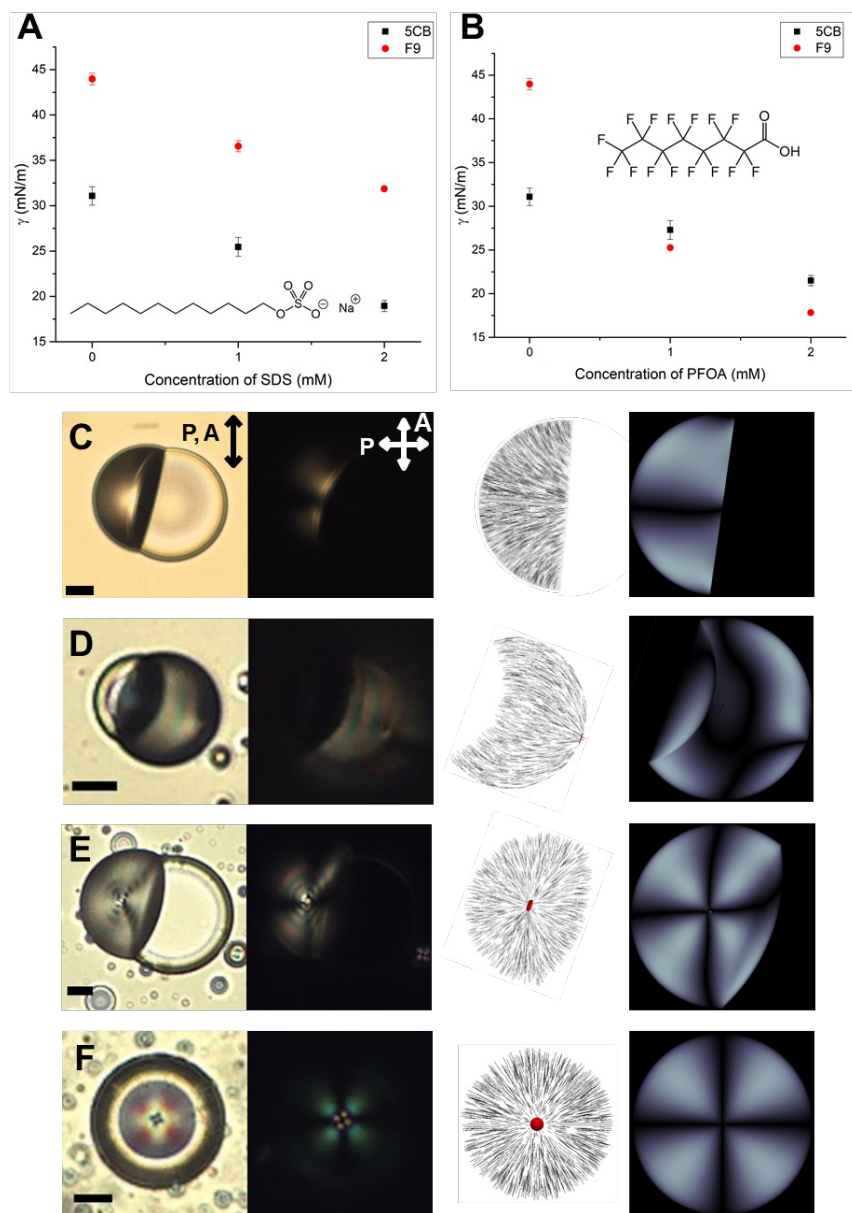 A
5CB
F9
45
40
35
30
25
20
15
γ (mN/m)
0 1 2
Concentration of SDS (mM)
O O
S
O O ⊖ Na ⊕
B
5CB
F9
45
40
35
30
25
20
15
γ (mN/m)
0 1 2
Concentration of PFOA (mM)
F F F F F F O
F
OH
F F F F F F F F
C
P, A
A
P
D
E
F